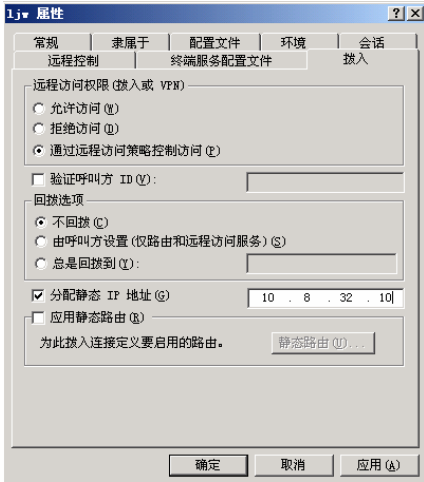 ljw 属性
常规 隶属于 配置文件 环境 会话
远程控制 终端服务配置文件 拨入
远程访问权限(拨入或 VPN)
允许访问(W)
拒绝访问(D)
通过远程访问策略控制访问(P)
验证呼叫方 ID(V):
回拨选项
不回拨(C)
由呼叫方设置(仅路由和远程访问服务)(S)
总是回拨到(Y):
分配静态 IP 地址(G) 10 . 8 . 32 . 10
应用静态路由(R)
为此拨入连接定义要启用的路由。 静态路由(U)...
确定 取消 应用(A)